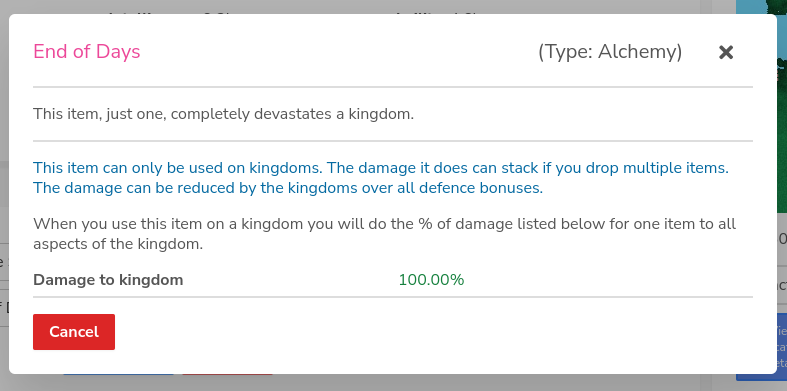 End of Days (Type: Alchemy)
This item, just one, completely devastates a kingdom.
This item can only be used on kingdoms. The damage it does can stack if you drop multiple items.
The damage can be reduced by the kingdoms over all defence bonuses.
When you use this item on a kingdom you will do the % of damage listed below for one item to all
aspects of the kingdom.
Damage to kingdom 100.00%
Cancel